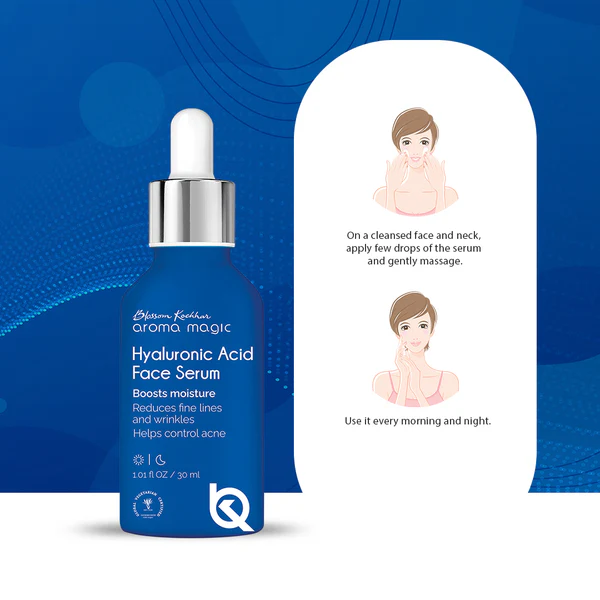 Blossom Kochhar
aroma magic
Hyaluronic Acid
Face Serum
Boosts moisture
Reduces fine lines
and wrinkles
Helps control acne
1.01 fl OZ / 30 ml
On a cleansed face and neck,
apply few drops of the serum
and gently massage.
Use it every morning and night.